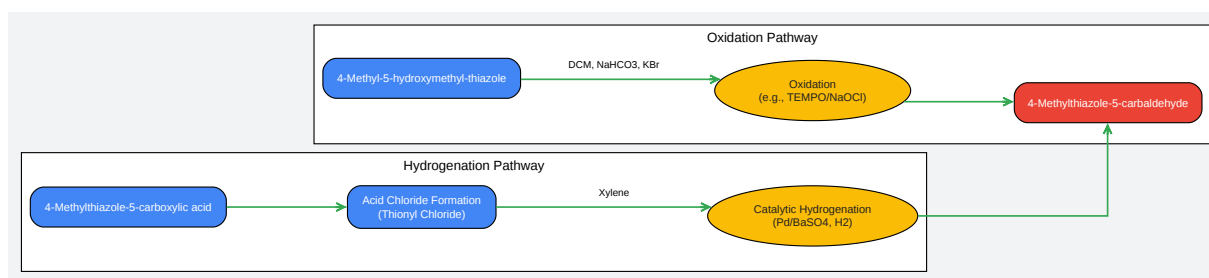 Oxidation Pathway
4-Methyl-5-hydroxymethyl-thiazole
DCM, NaHCO3, KBr
Oxidation
(e.g., TEMPO/NaOCl)
4-Methylthiazole-5-carbaldehyde
Hydrogenation Pathway
4-Methylthiazole-5-carboxylic acid
Acid Chloride Formation
(Thionyl Chloride)
Xylene
Catalytic Hydrogenation
(Pd/BaSO4, H2)